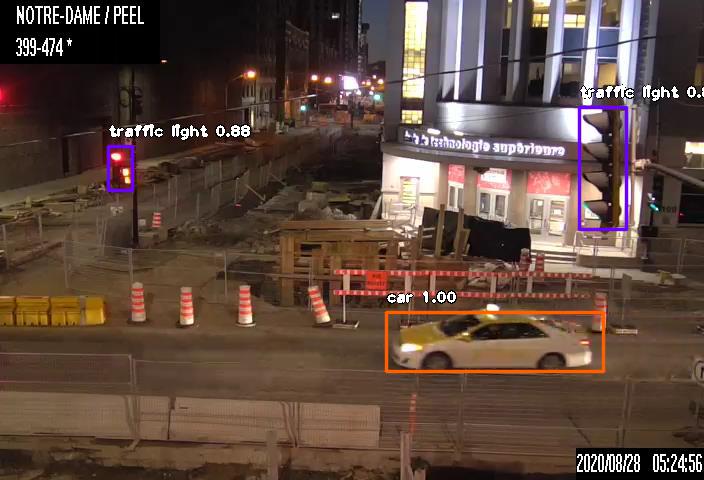 NOTRE-DAME / PEEL
399-474 *
traffic light 0.8
traffic light 0.88
technologie supérieure
car 1.00
2020/08/28 05:24:56